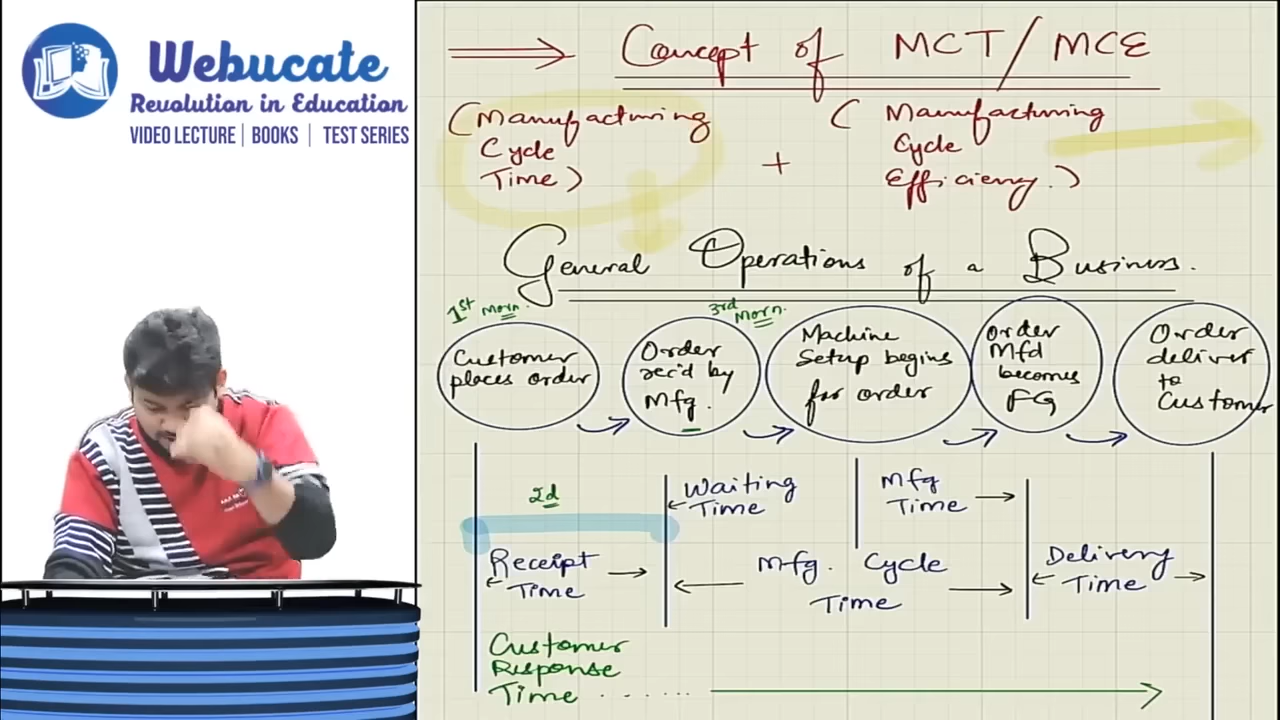 Webucate
Revolution in Education
VIDEO LECTURE | BOOKS | TEST SERIES
⟹ Concept of MCT / MCE
(Manufacturing Cycle Time) + (Manufacturing Cycle Efficiency.)
General Operations of a Business.
1st Morn.
3rd Morn.
Customer places order
Order rec'd by Mfg.
Machine Setup begins for order
Order Mfd becomes FG
Order deliver to Customer
2d
Waiting Time
Mfg Time
Receipt Time
Mfg. Cycle Time
Delivery Time
Customer Response Time